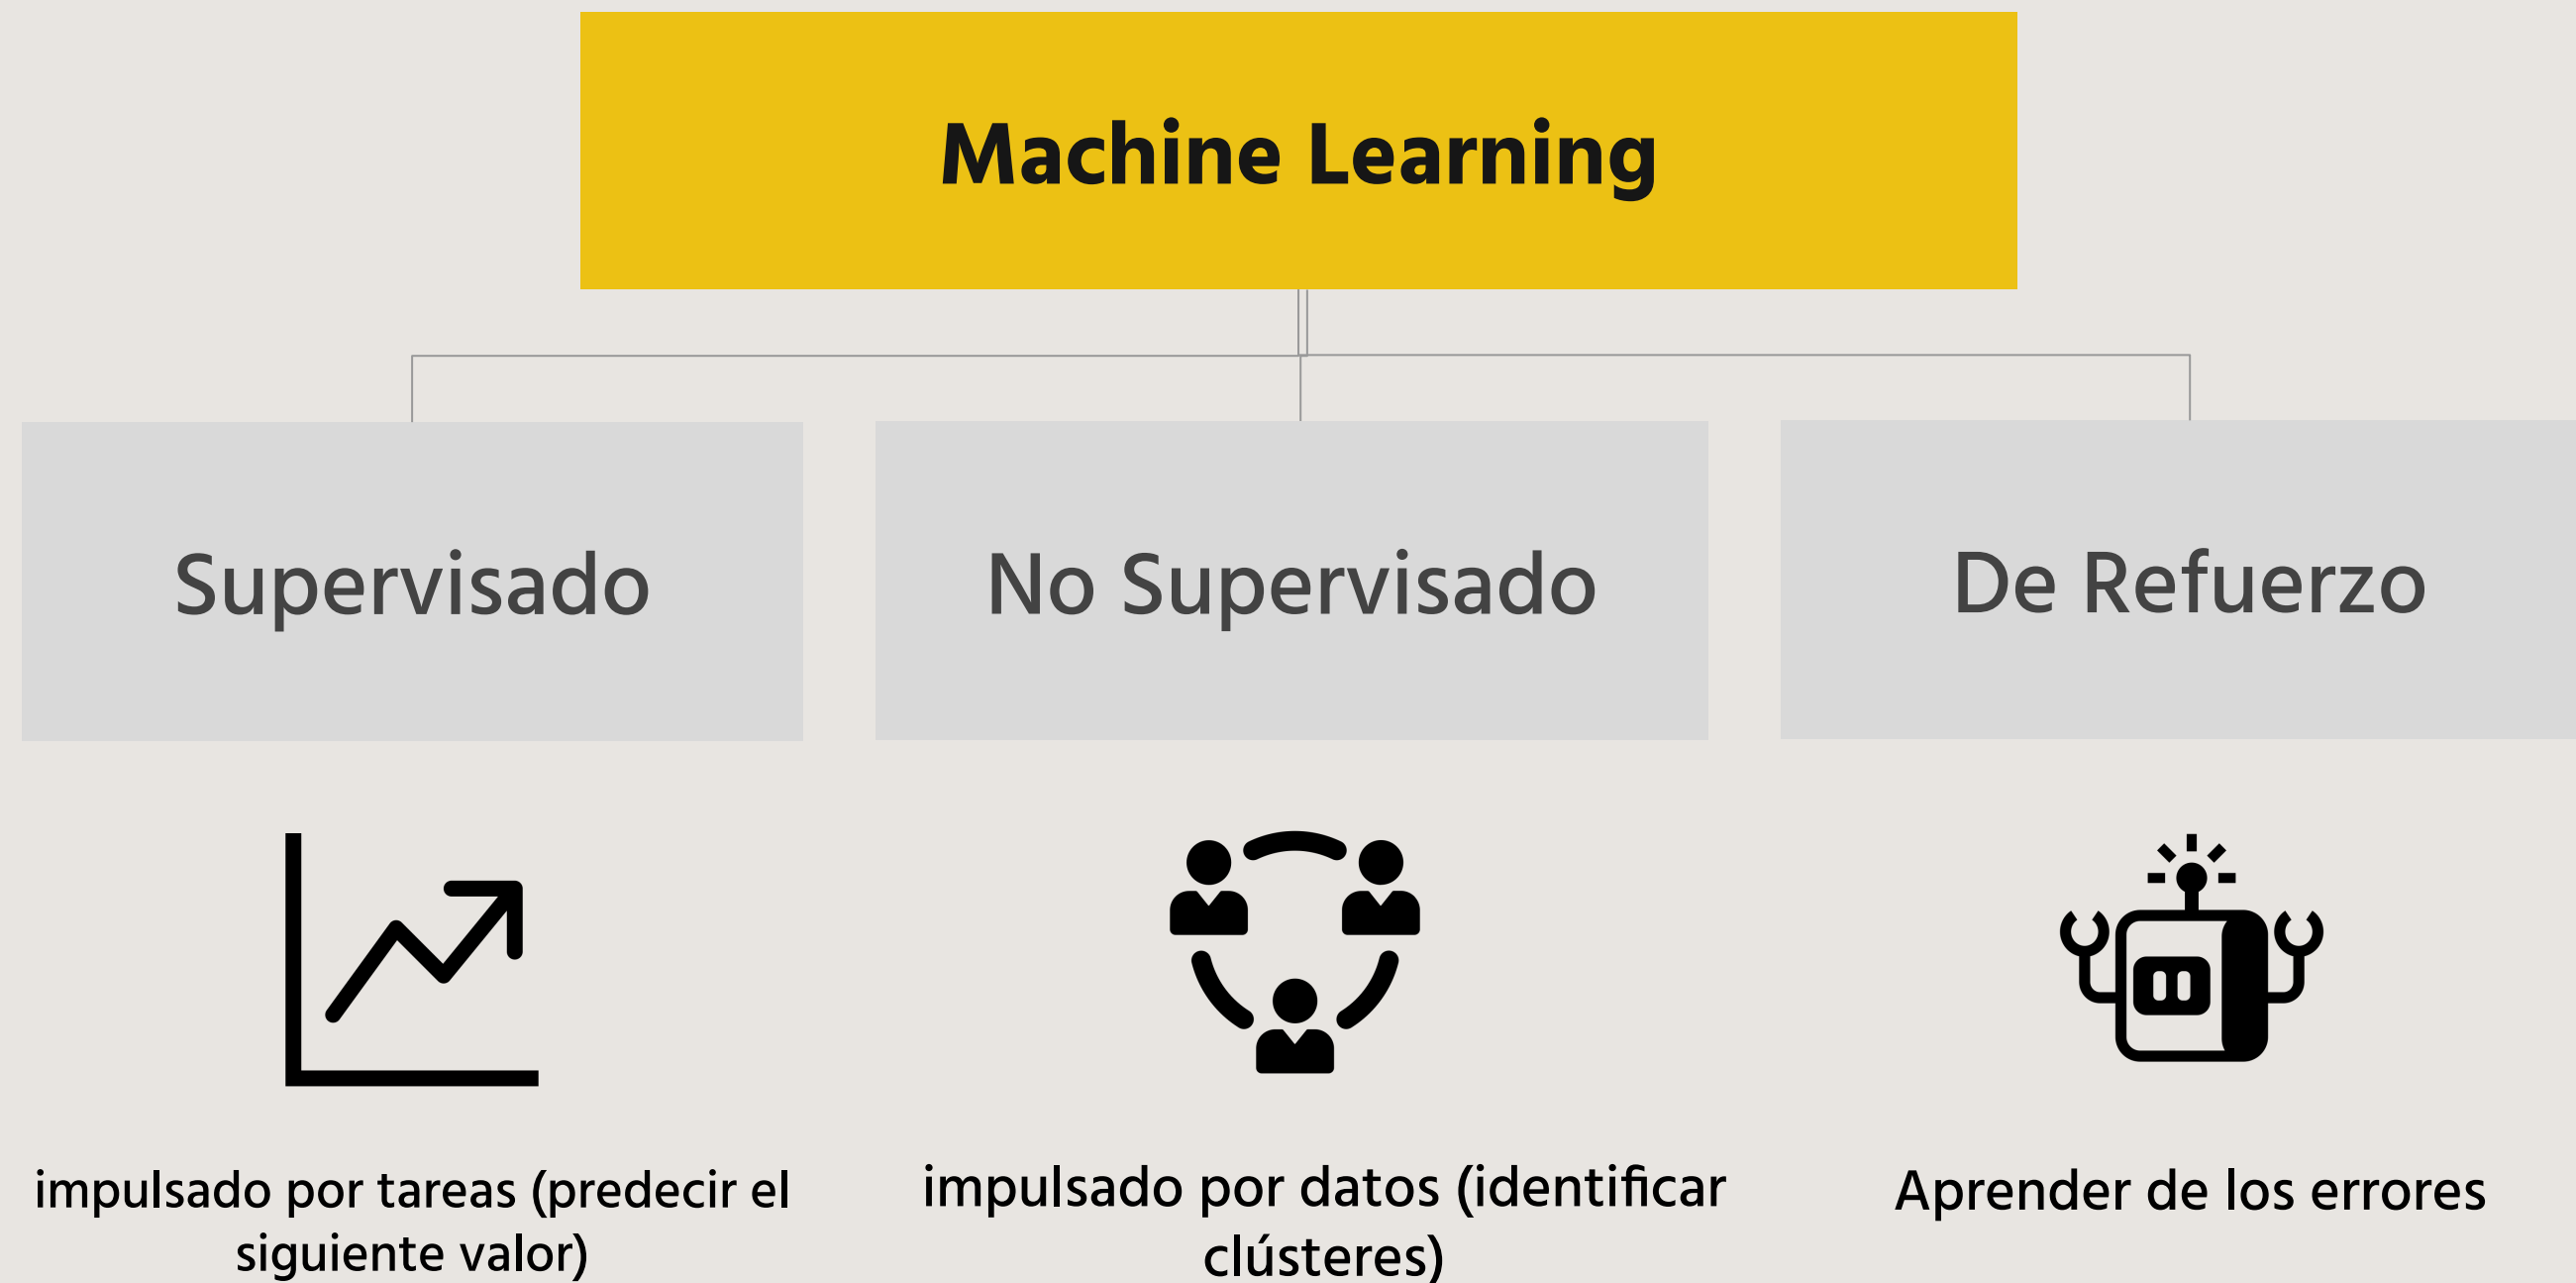 Machine Learning
Supervisado
No Supervisado
De Refuerzo
impulsado por tareas (predecir el
siguiente valor)
impulsado por datos (identificar
clústeres)
Aprender de los errores